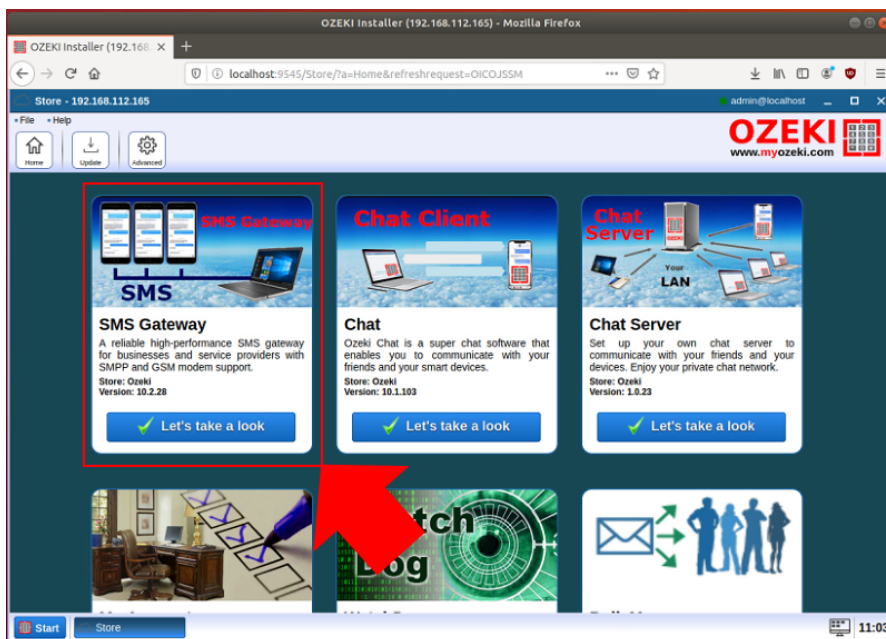 OZEKI Installer (192.168.112.165) - Mozilla Firefox
OZEKI Installer (192.168.
localhost:9545/Store/?a=Home&refreshrequest=OICOJSSM
Store - 192.168.112.165
admin@localhost
File Help
Home Update Advanced
OZEKI
www.myozeki.com
SMS Gateway
SMS
Chat Client
Chat
Server
OZEKI
Your
LAN
SMS Gateway
A reliable high-performance SMS gateway
for businesses and service providers with
SMPP and GSM modem support.
Store: Ozeki
Version: 10.2.28
Let's take a look
Chat
Ozeki Chat is a super chat software that
enables you to communicate with your
friends and your smart devices.
Store: Ozeki
Version: 10.1.103
Let's take a look
Chat Server
Set up your own chat server to
communicate with your friends and your
devices. Enjoy your private chat network.
Store: Ozeki
Version: 1.0.23
Let's take a look
Start
Store
11:03